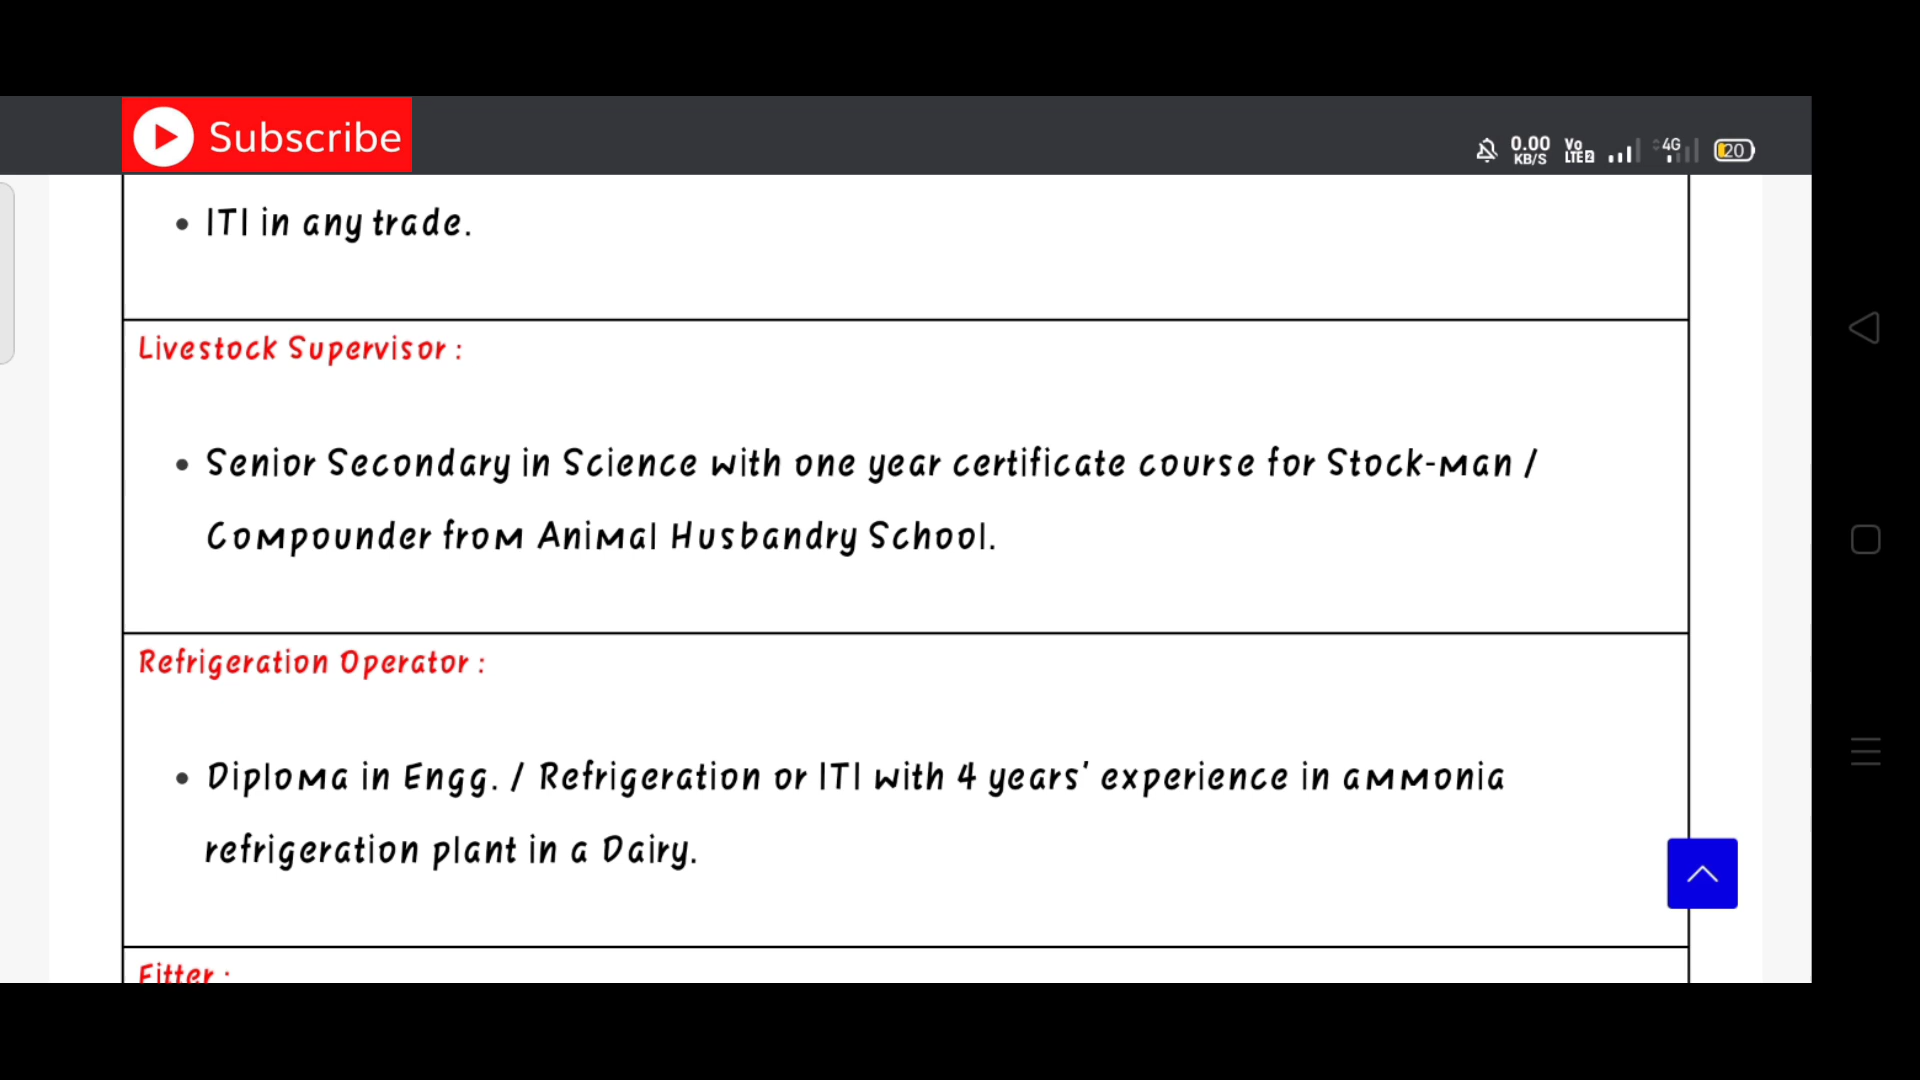 Subscribe
0.00 KB/S Vo LTE2 4G 20
ITI in any trade.
Livestock Supervisor :
Senior Secondary in Science with one year certificate course for Stock-man /
Compounder from Animal Husbandry School.
Refrigeration Operator :
Diploma in Engg. / Refrigeration or ITI with 4 years' experience in ammonia
refrigeration plant in a Dairy.
Fitter :